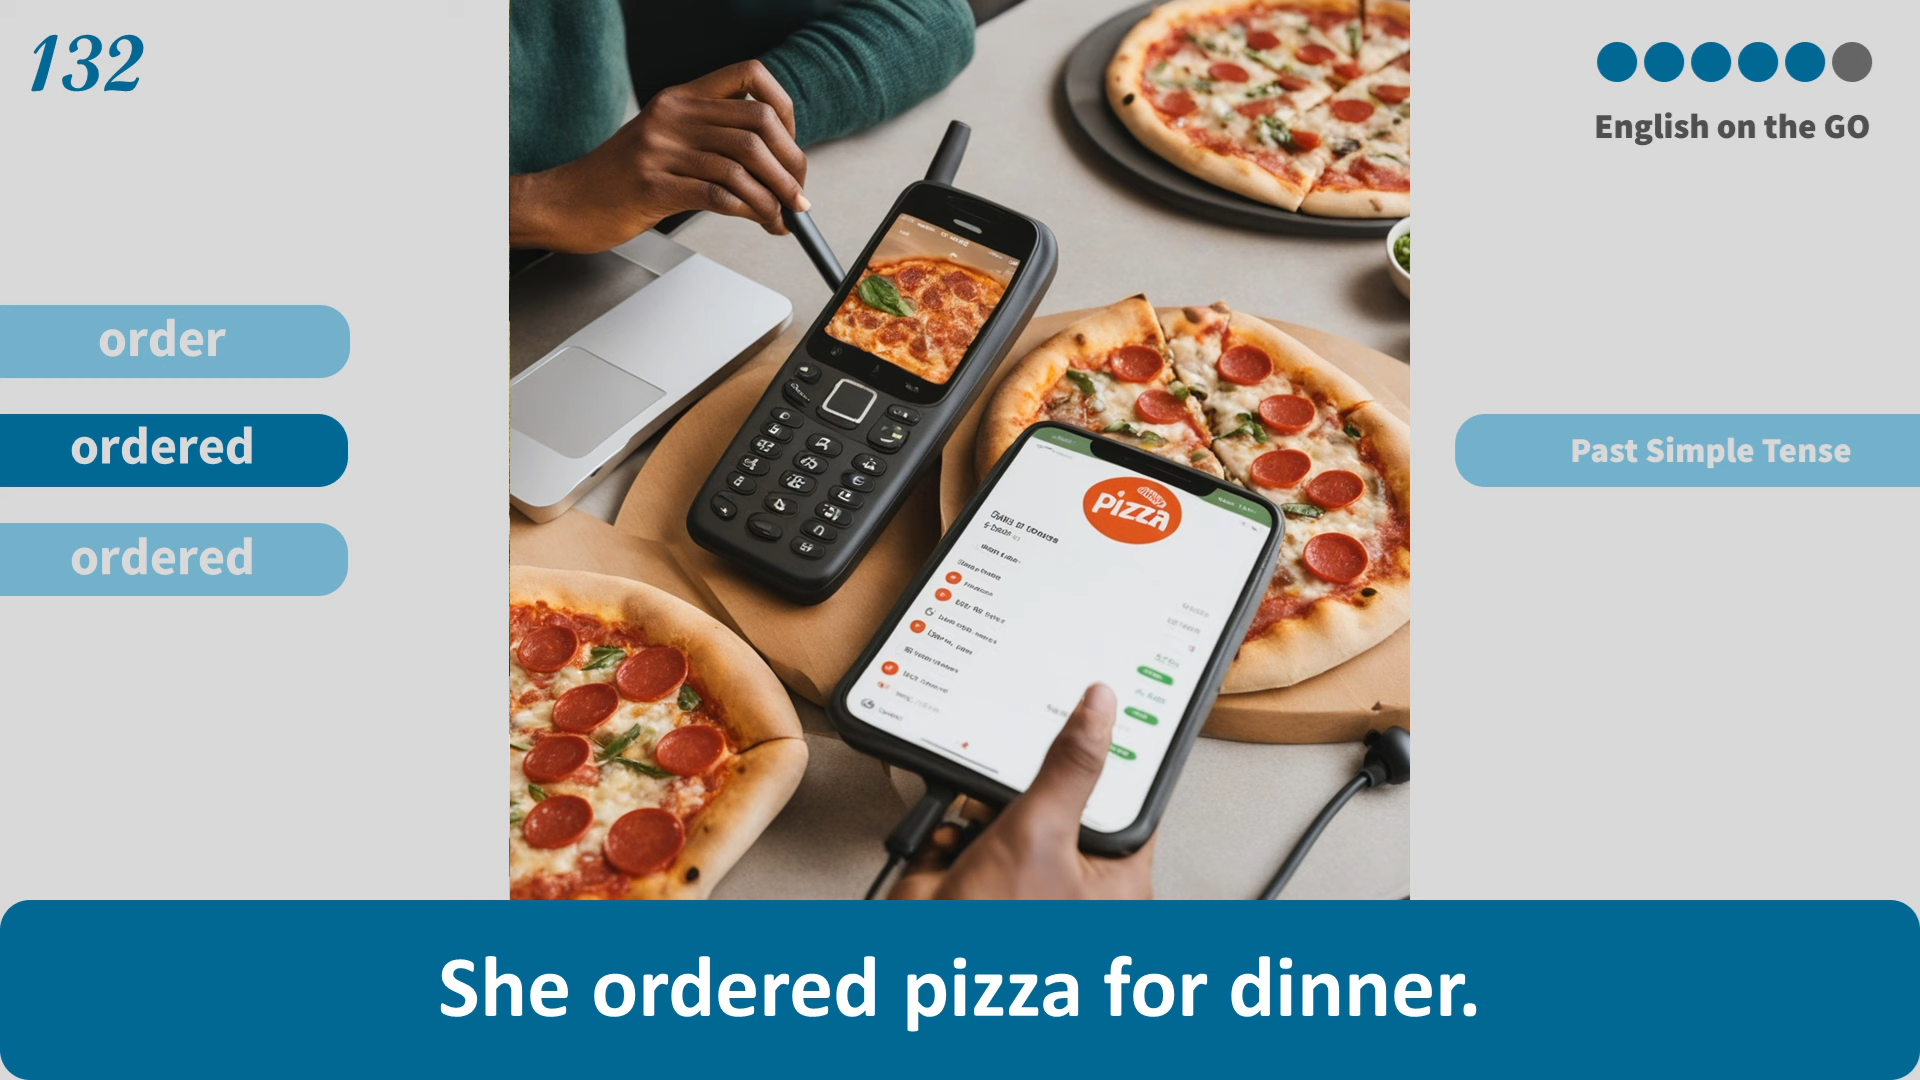 132
English on the GO
order
ordered
ordered
Past Simple Tense
pizza
She ordered pizza for dinner.